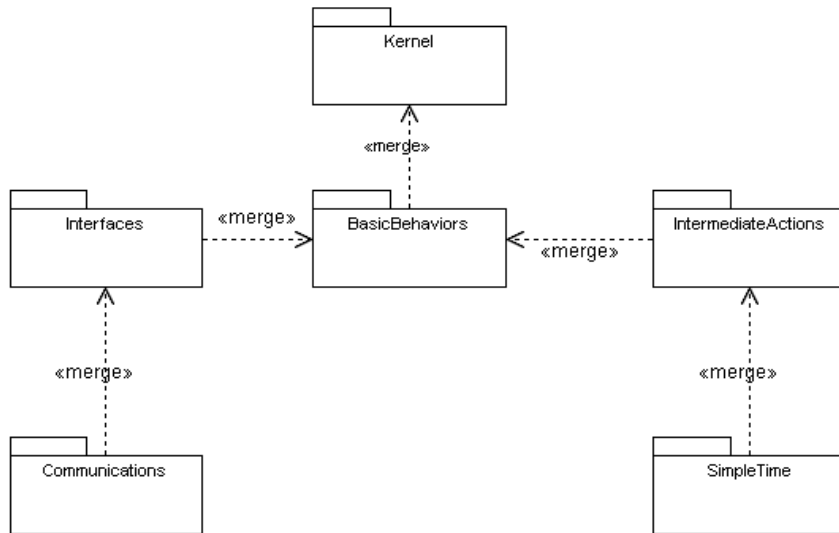 Kernel
«merge»
Interfaces
«merge»
BasicBehaviors
«merge»
IntermediateActions
«merge»
«merge»
Communications
SimpleTime